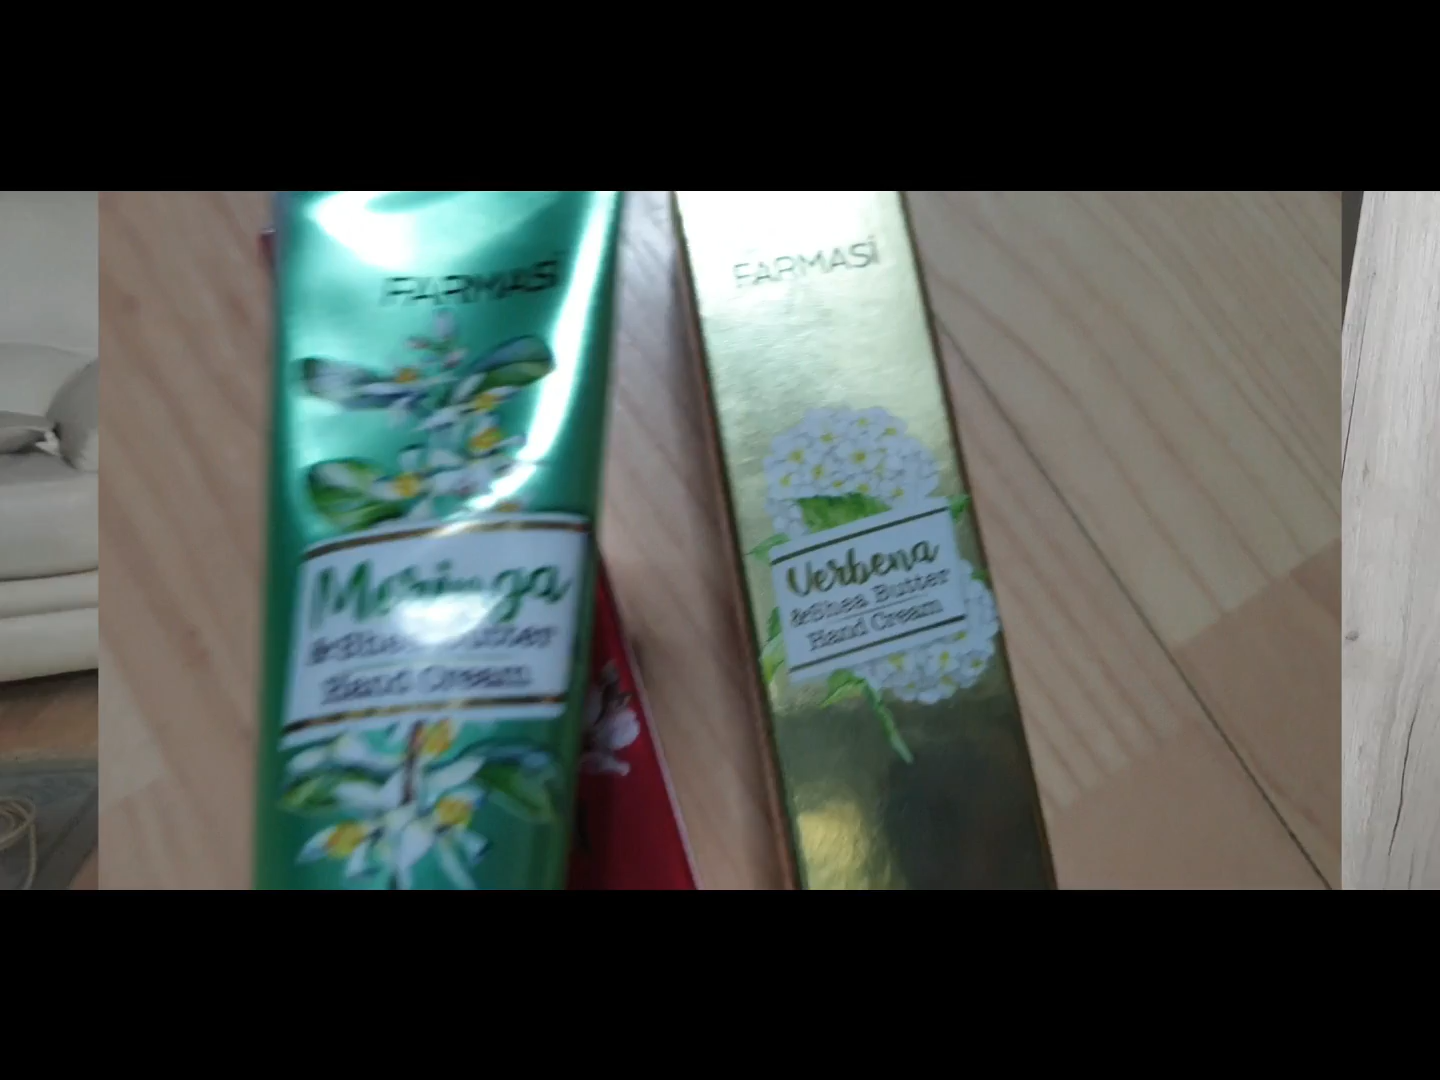 FARMASİ
Moringa
&Shea Butter
Hand Cream
FARMASİ
Verbena
&Shea Butter
Hand Cream